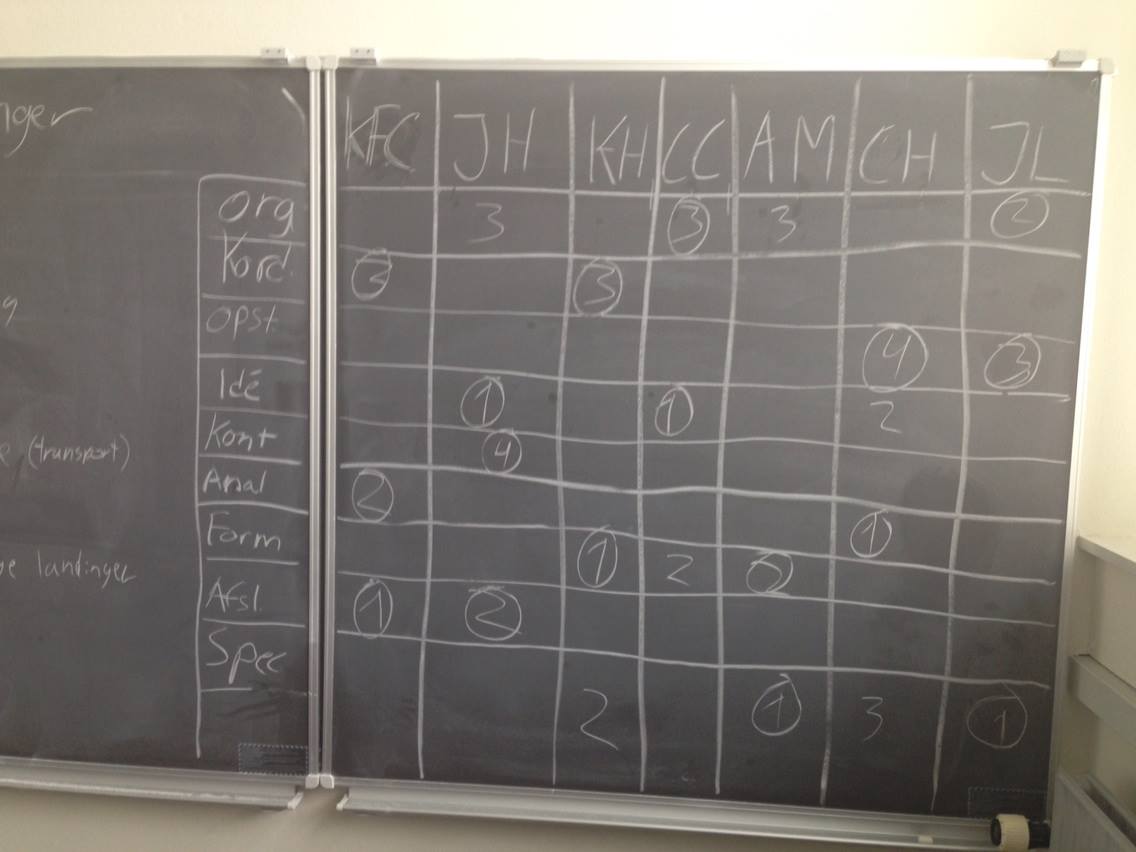 nger
KFC JH KH CC AM CH JL
Org 3 3 3 2
Kord. 3 3
g
Opst 4 3
Idé 1 1 2
Kont 4
e (transport)
Anal 2
Form 1 2 2 1
e landinger
Afsl. 1 2
Spec 2 1 3 1